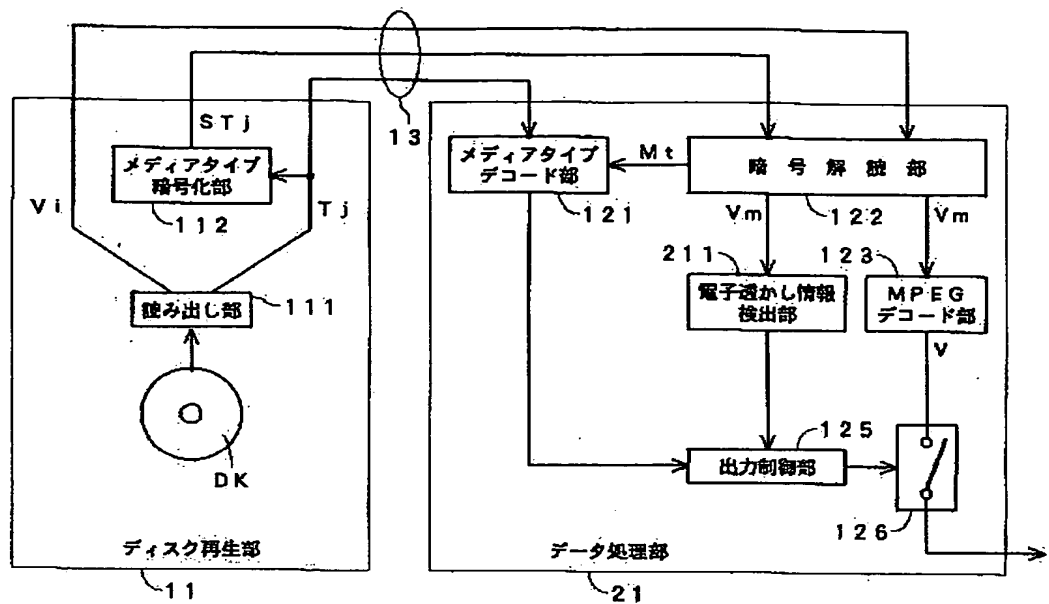 13
STj
メディアタイプ
暗号化部
112
Vi
Tj
読み出し部
111
DK
ディスク再生部
11
メディアタイプ
デコード部
121
Mt
暗号解読部
122
Vm
Vm
211
電子透かし情報
検出部
123
MPEG
デコード部
V
125
出力制御部
126
データ処理部
21